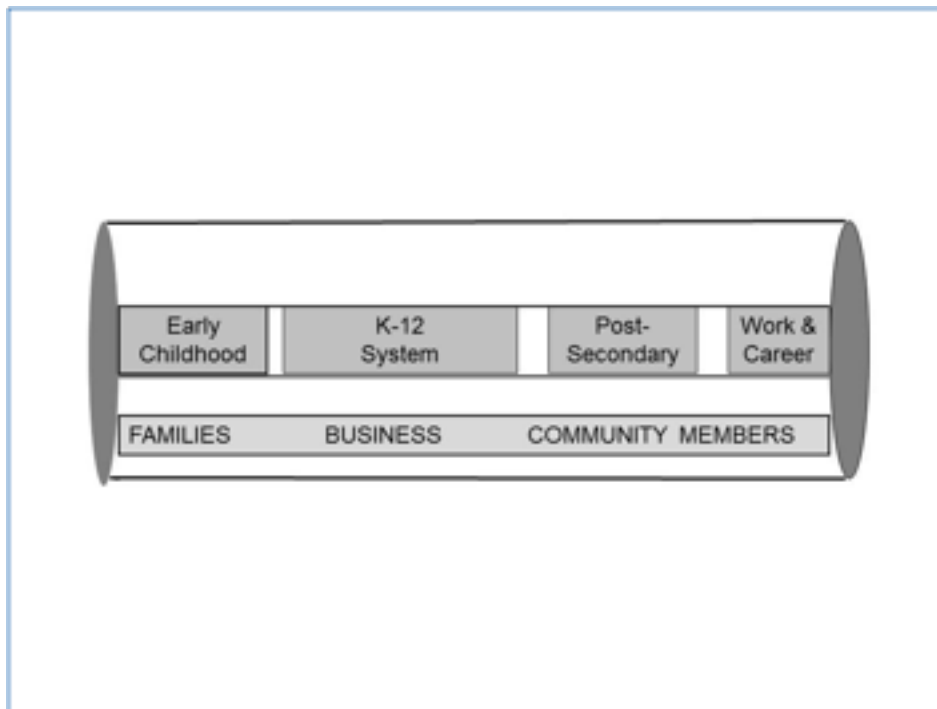 Early
Childhood
K-12
System
Post-
Secondary
Work &
Career
FAMILIES BUSINESS COMMUNITY MEMBERS